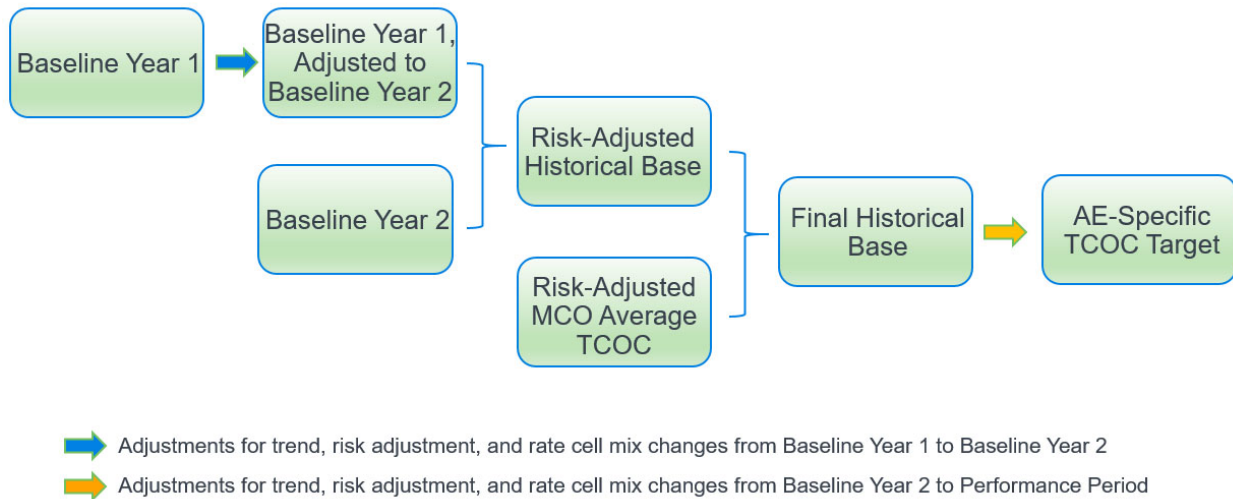 Baseline Year 1
Baseline Year 1,
Adjusted to
Baseline Year 2
Baseline Year 2
Risk-Adjusted
Historical Base
Risk-Adjusted
MCO Average
TCOC
Final Historical
Base
AE-Specific
TCOC Target
Adjustments for trend, risk adjustment, and rate cell mix changes from Baseline Year 1 to Baseline Year 2
Adjustments for trend, risk adjustment, and rate cell mix changes from Baseline Year 2 to Performance Period